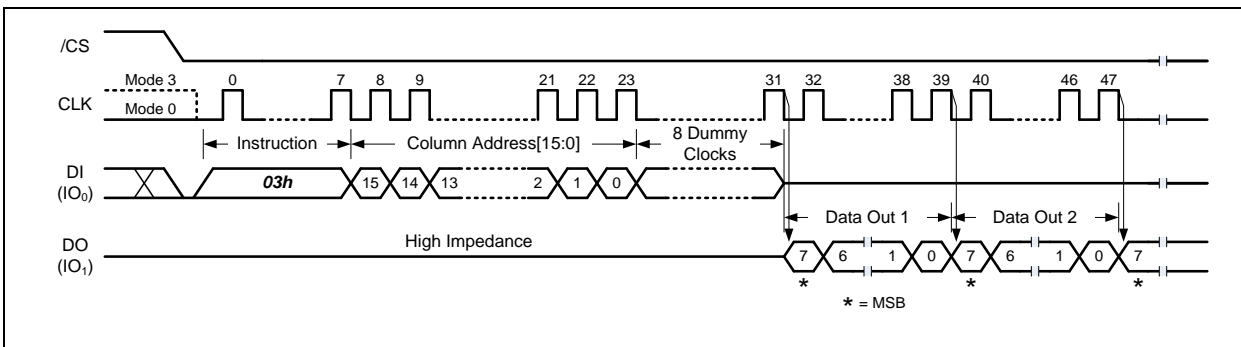 /CS
Mode 3 0 7 8 9 21 22 23 31 32 38 39 40 46 47
CLK Mode 0
Instruction Column Address[15:0] 8 Dummy Clocks
DI (IO0) 03h 15 14 13 2 1 0
Data Out 1 Data Out 2
DO (IO1) High Impedance 7 6 1 0 7 6 1 0 7
* * *
* = MSB